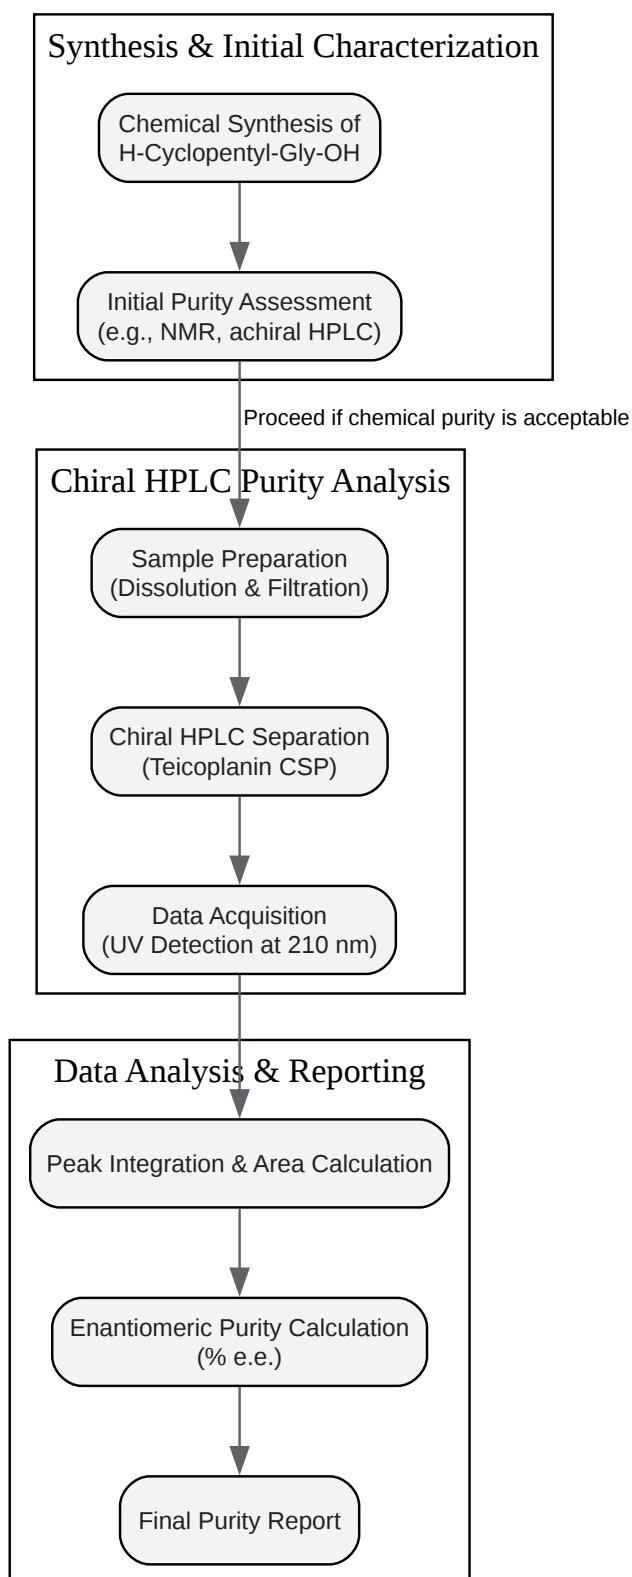 Synthesis & Initial Characterization
Chemical Synthesis of
H-Cyclopentyl-Gly-OH
Initial Purity Assessment
(e.g., NMR, achiral HPLC)
Proceed if chemical purity is acceptable
Chiral HPLC Purity Analysis
Sample Preparation
(Dissolution & Filtration)
Chiral HPLC Separation
(Teicoplanin CSP)
Data Acquisition
(UV Detection at 210 nm)
Data Analysis & Reporting
Peak Integration & Area Calculation
Enantiomeric Purity Calculation
(% e.e.)
Final Purity Report